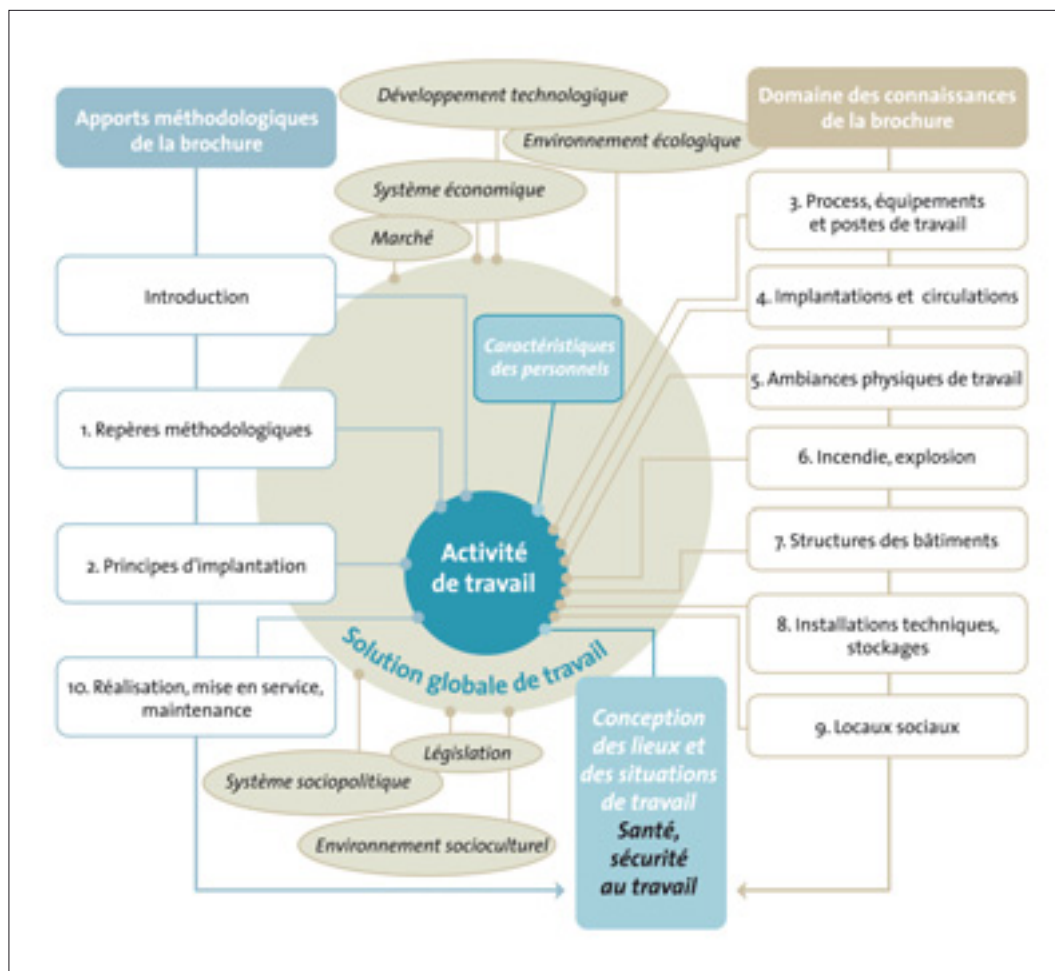 Apports méthodologiques
de la brochure
Introduction
1. Repères méthodologiques
2. Principes d'implantation
10. Réalisation, mise en service,
maintenance
Développement technologique
Environnement écologique
Système économique
Marché
Caractéristiques
des personnels
Activité
de travail
Solution globale de travail
Système sociopolitique
Législation
Environnement socioculturel
Conception
des lieux et
des situations
de travail
Santé,
sécurité
au travail
Domaine des connaissances
de la brochure
3. Process, équipements
et postes de travail
4. Implantations et circulations
5. Ambiances physiques de travail
6. Incendie, explosion
7. Structures des bâtiments
8. Installations techniques,
stockages
9. Locaux sociaux